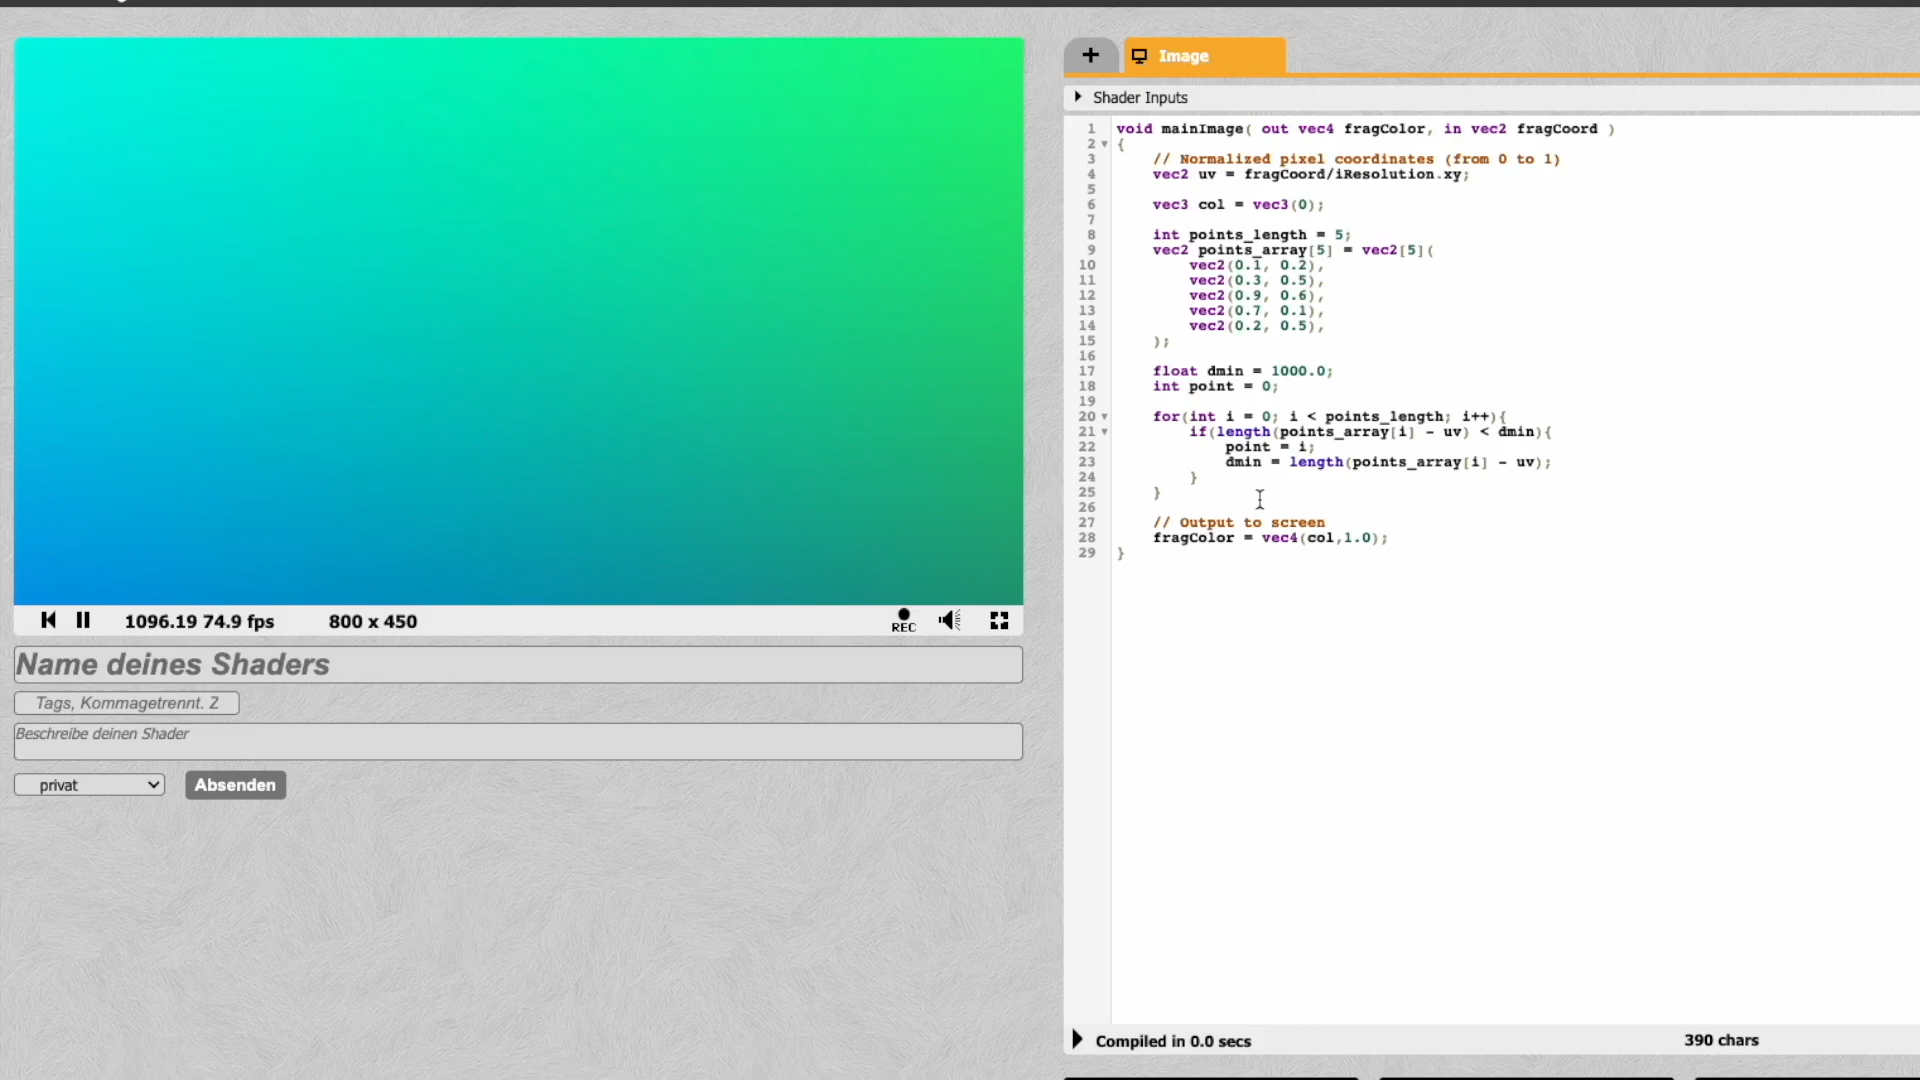 + Image
Shader Inputs
1 void mainImage( out vec4 fragColor, in vec2 fragCoord )
2 {
3 // Normalized pixel coordinates (from 0 to 1)
4 vec2 uv = fragCoord/iResolution.xy;
5
6 vec3 col = vec3(0);
7
8 int points_length = 5;
9 vec2 points_array[5] = vec2[5](
10 vec2(0.1, 0.2),
11 vec2(0.3, 0.5),
12 vec2(0.9, 0.6),
13 vec2(0.7, 0.1),
14 vec2(0.2, 0.5),
15 );
16
17 float dmin = 1000.0;
18 int point = 0;
19
20 for(int i = 0; i < points_length; i++){
21 if(length(points_array[i] - uv) < dmin){
22 point = i;
23 dmin = length(points_array[i] - uv);
24 }
25 }
26
27 // Output to screen
28 fragColor = vec4(col,1.0);
29 }
Compiled in 0.0 secs 390 chars
1096.19 74.9 fps 800 x 450 REC
Name deines Shaders
Tags, Kommagetrennt. Z
Beschreibe deinen Shader
privat Absenden